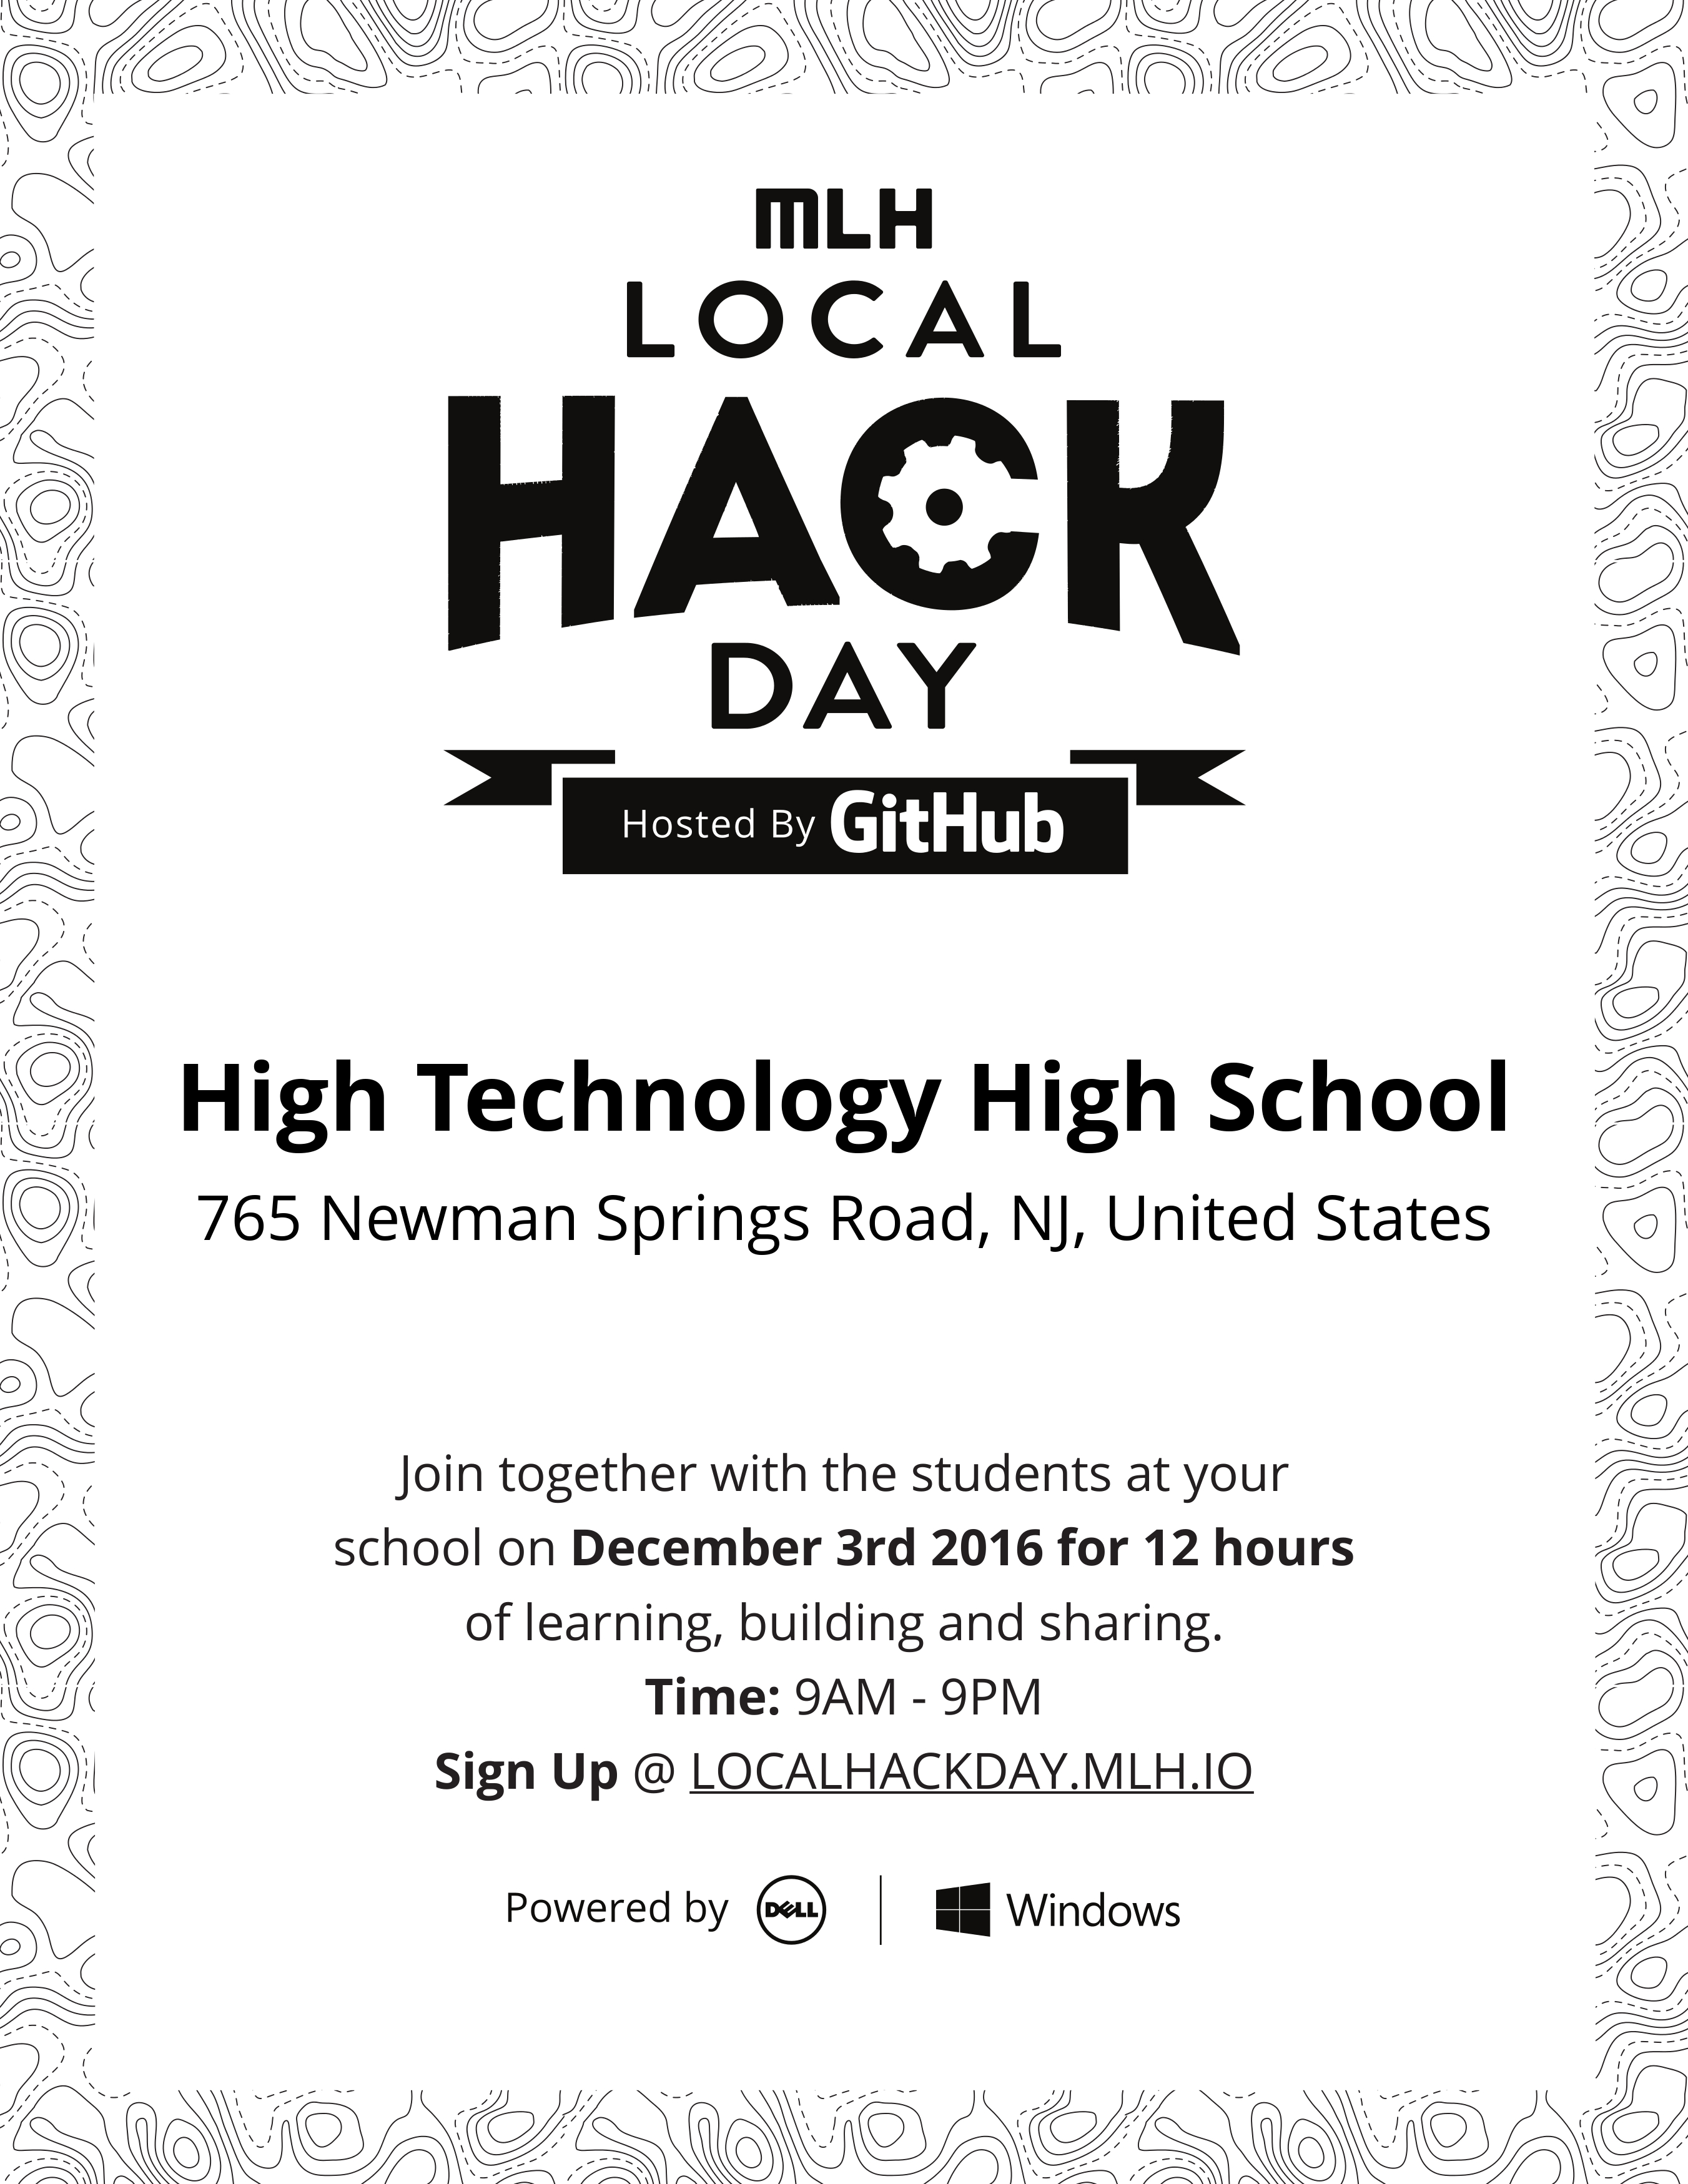 MLH
LOCAL
HACK
DAY
Hosted By GitHub
High Technology High School
765 Newman Springs Road, NJ, United States
Join together with the students at your
school on December 3rd 2016 for 12 hours
of learning, building and sharing.
Time: 9AM - 9PM
Sign Up @ LOCALHACKDAY.MLH.IO
Powered by DELL | Windows